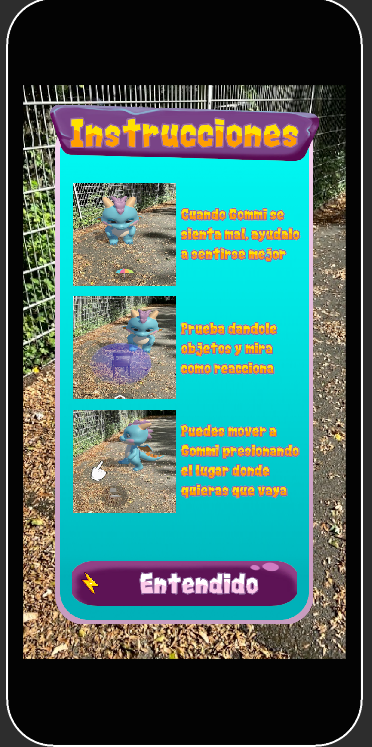 Instrucciones
Cuando Gommi se
sienta mal, ayudalo
a sentirse mejor
Prueba dandole
objetos y mira
como reacciona
Puedes mover a
Gommi presionando
el lugar donde
quieras que vaya
Entendido